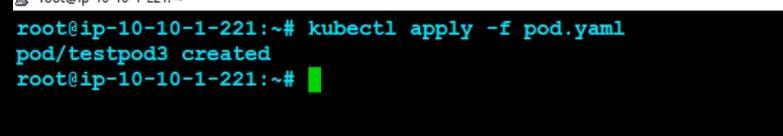 root@ip-10-10-1-221:~# kubectl apply -f pod.yaml
pod/testpod3 created
root@ip-10-10-1-221:~#